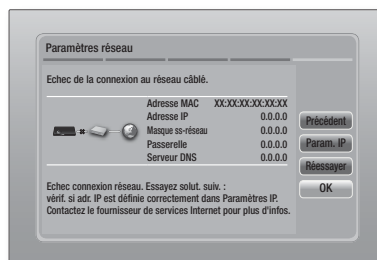 Paramètres réseau
Echec de la connexion au réseau câblé.
Adresse MAC XX:XX:XX:XX:XX:XX
Adresse IP 0.0.0.0
Masque ss-réseau 0.0.0.0
Passerelle 0.0.0.0
Serveur DNS 0.0.0.0
Précédent
Param. IP
Réessayer
OK
Echec connexion réseau. Essayez solut. suiv. :
vérif. si adr. IP est définie correctement dans Paramètres IP.
Contactez le fournisseur de services Internet pour plus d'infos.